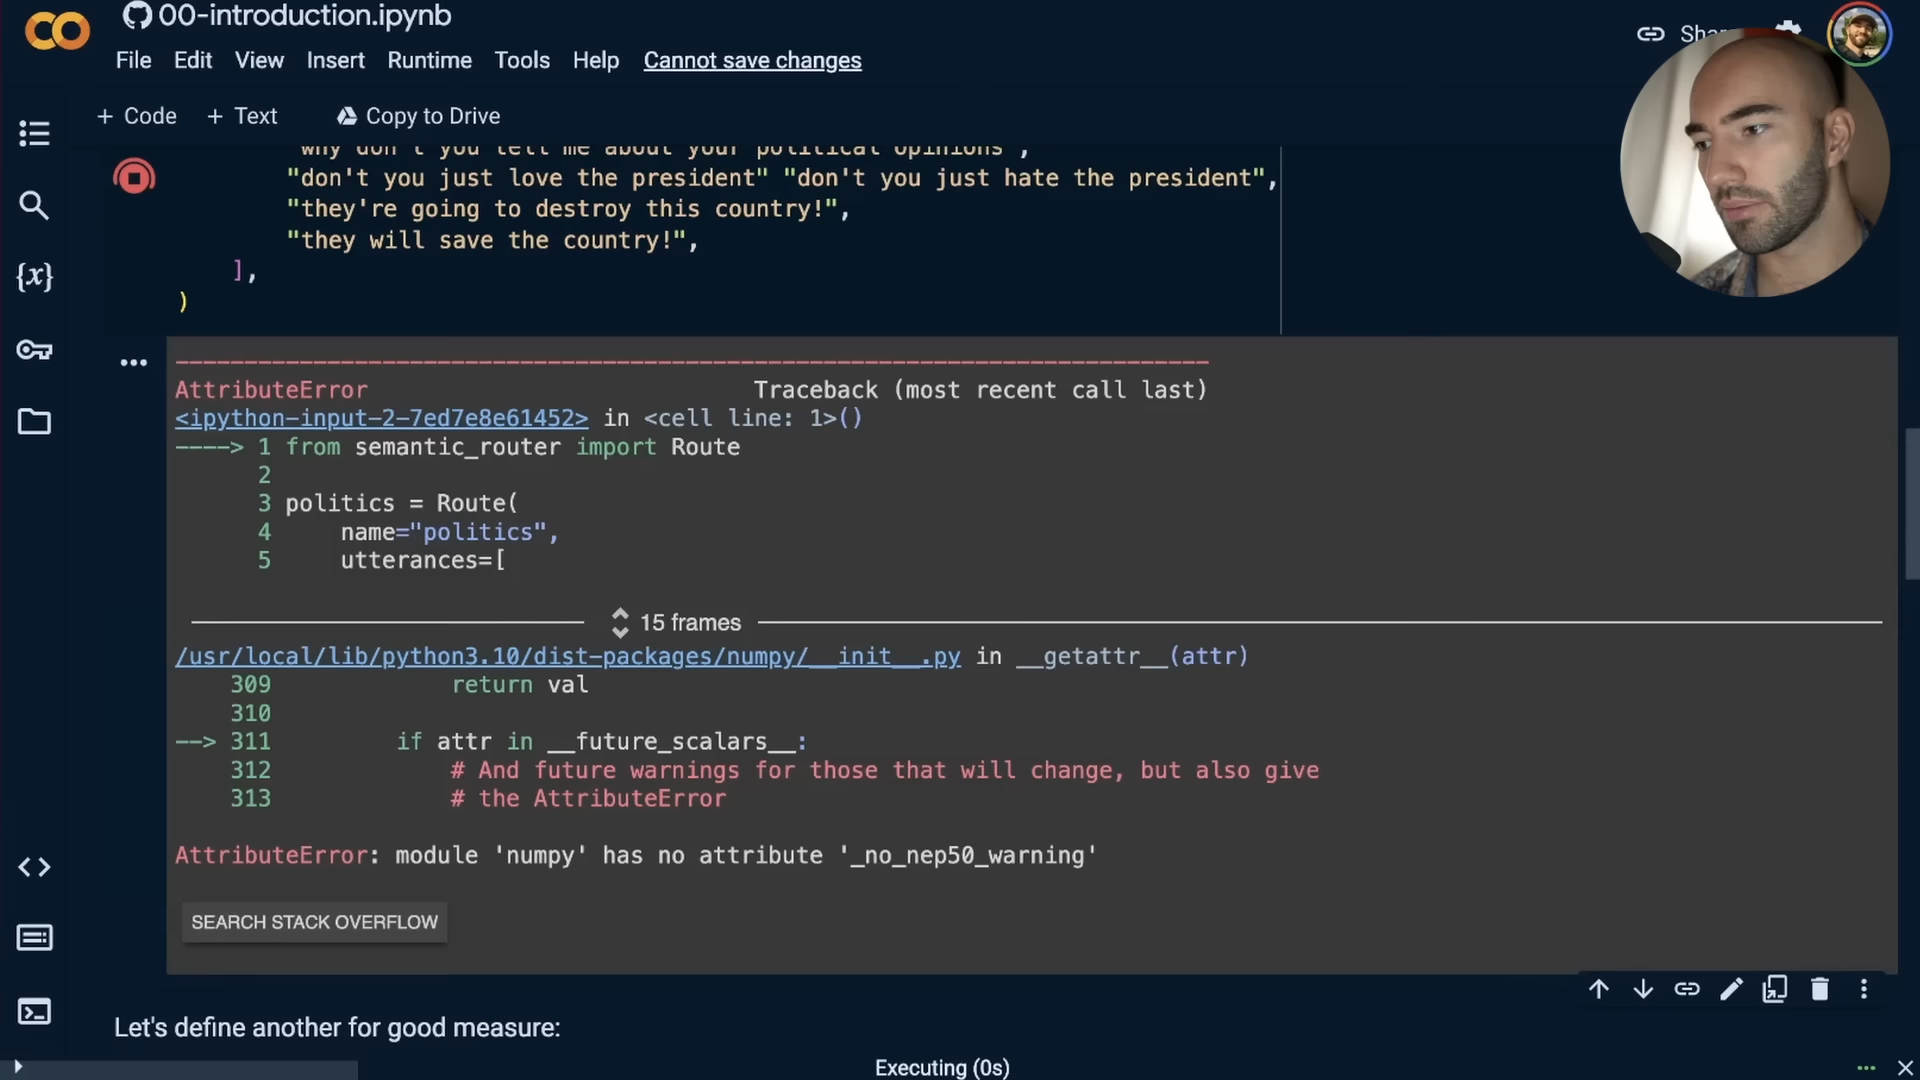 00-introduction.ipynb
File Edit View Insert Runtime Tools Help Cannot save changes
+ Code + Text Copy to Drive
"why don't you tell me about your political opinions",
"don't you just love the president" "don't you just hate the president",
"they're going to destroy this country!",
"they will save the country!",
],
)
AttributeError Traceback (most recent call last)
<ipython-input-2-7ed7e8e61452> in <cell line: 1>()
----> 1 from semantic_router import Route
2
3 politics = Route(
4 name="politics",
5 utterances=[
15 frames
/usr/local/lib/python3.10/dist-packages/numpy/__init__.py in __getattr__(attr)
309 return val
310
--> 311 if attr in __future_scalars__:
312 # And future warnings for those that will change, but also give
313 # the AttributeError
AttributeError: module 'numpy' has no attribute '_no_nep50_warning'
SEARCH STACK OVERFLOW
Let's define another for good measure:
Executing (0s)